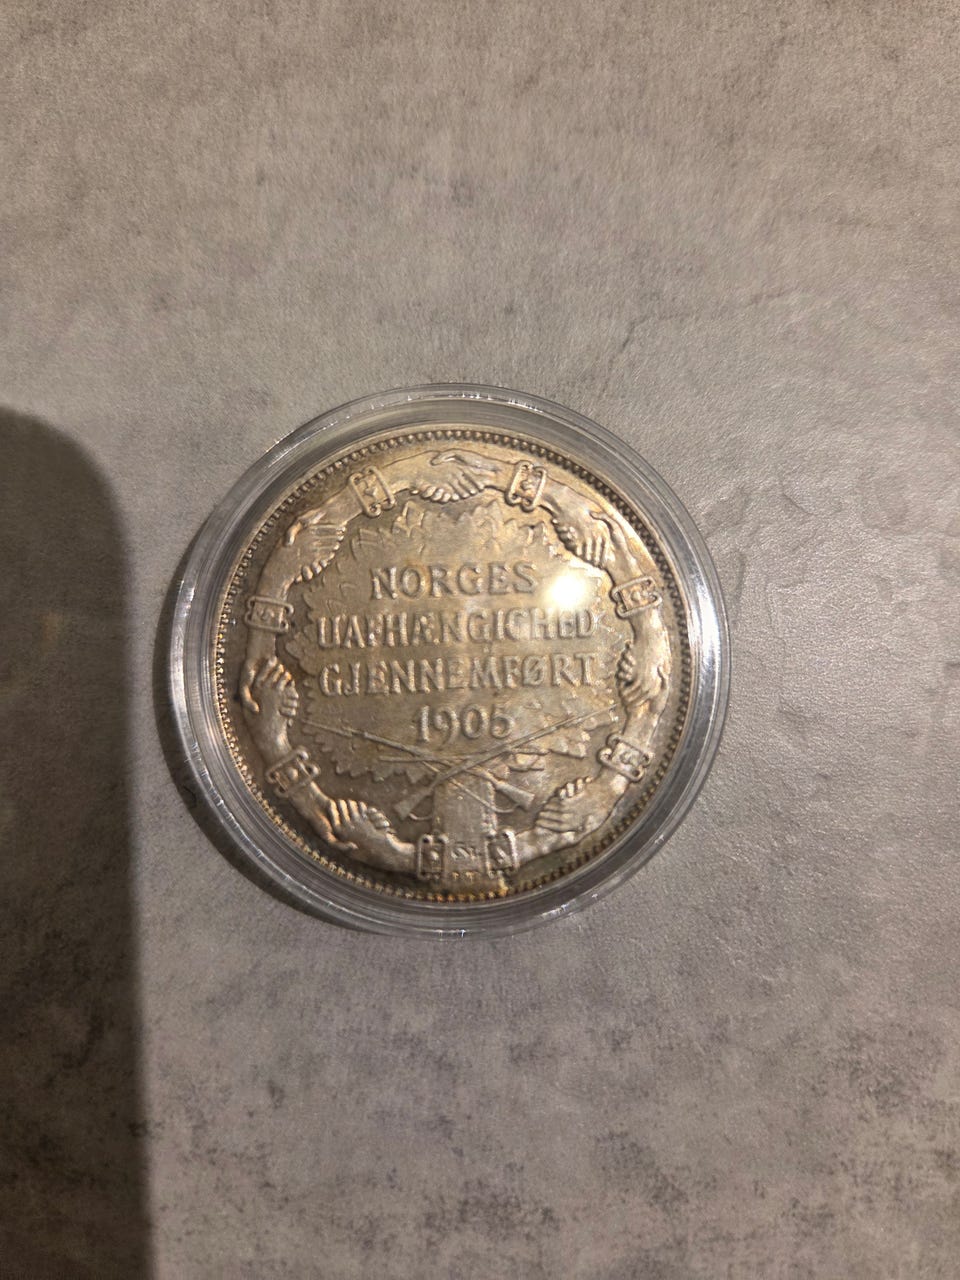 NORGES
UAFHÆNGIGHED
GJENNEMFØRT
1905